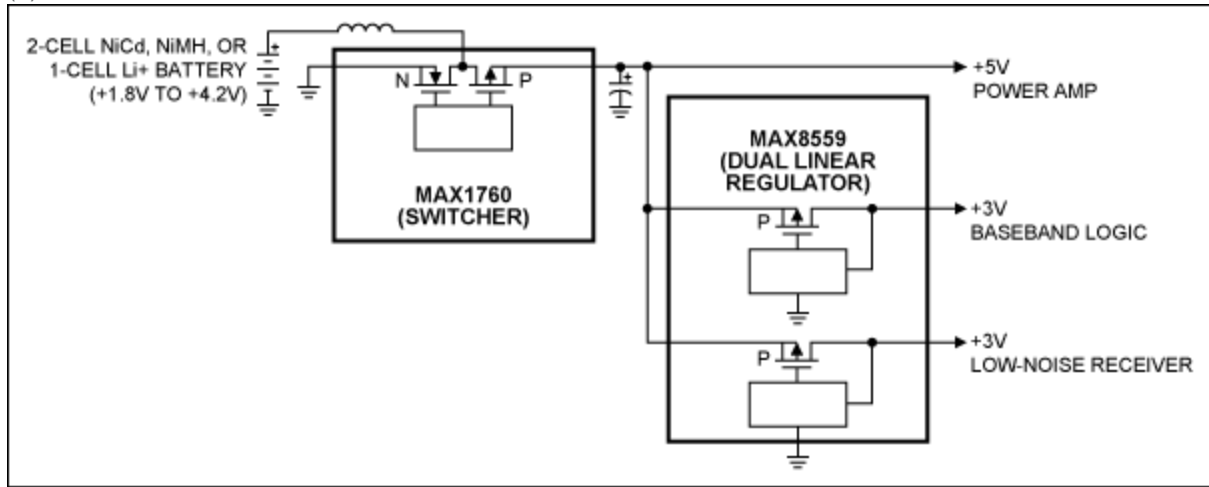 2-CELL NiCd, NiMH, OR
1-CELL Li+ BATTERY
(+1.8V TO +4.2V)
+
N
P
MAX1760
(SWITCHER)
+
+5V
POWER AMP
MAX8559
(DUAL LINEAR
REGULATOR)
P
+3V
BASEBAND LOGIC
P
+3V
LOW-NOISE RECEIVER